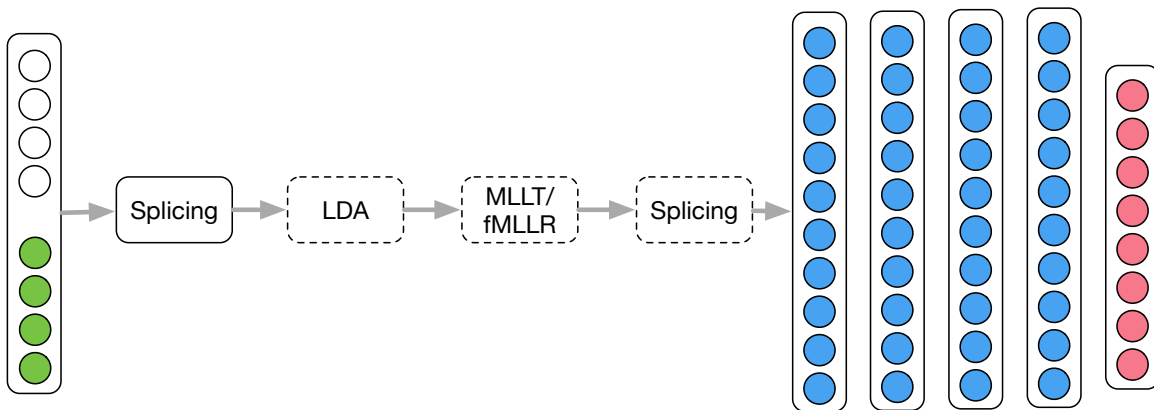 Splicing
LDA
MLLT/
fMLLR
Splicing